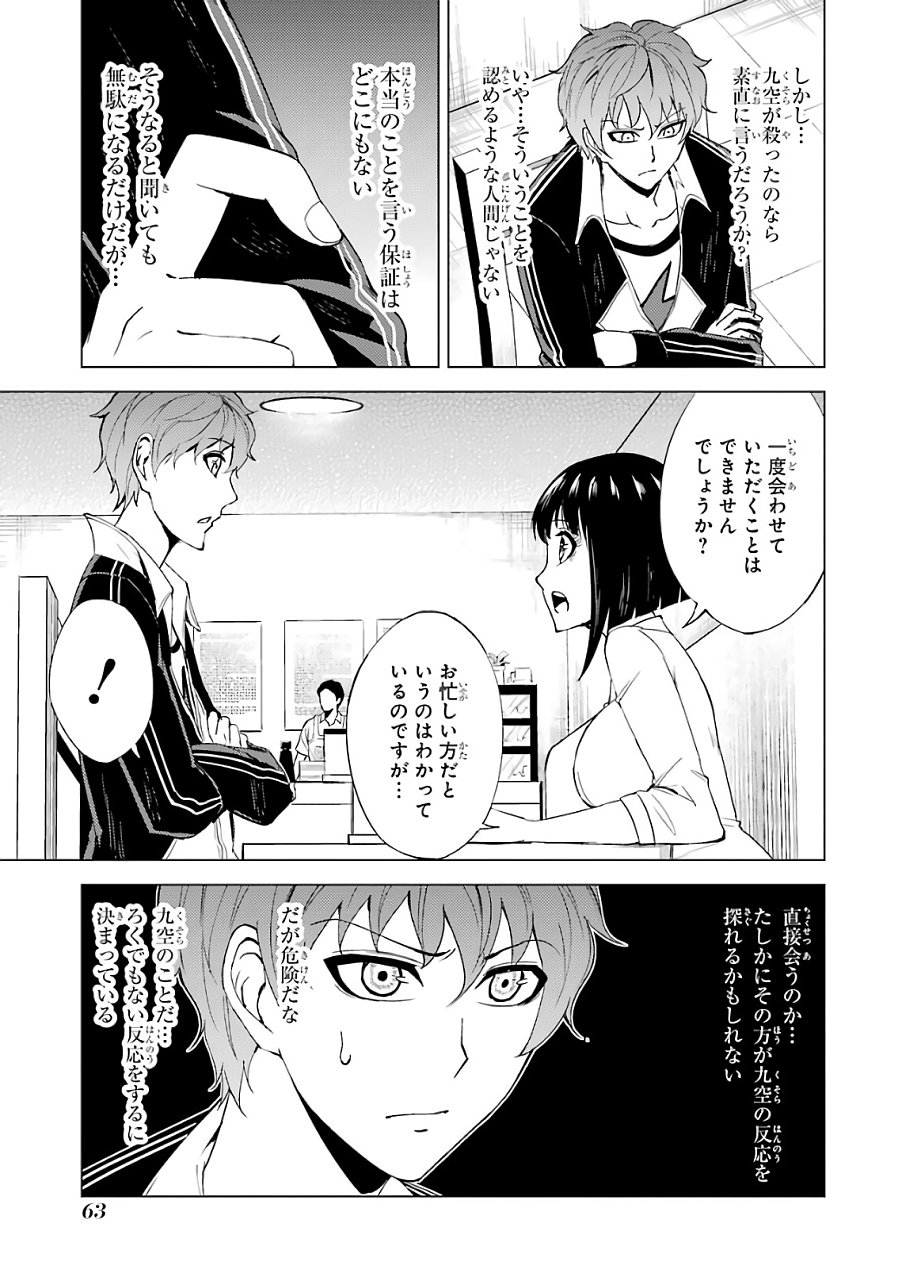 しかし…
九空が殺ったのなら
素直に言うだろうか?
いや…そういうことを
認めるような人間じゃない
本当のことを言う保証は
どこにもない
そうなると聞いても
無駄になるだけだが…
一度会わせて
いただくことは
できません
でしょうか?
お忙しい方だと
いうのはわかって
いるのですが…
!
直接会うのか…
たしかにその方が九空の反応を
探れるかもしれない
だが危険だな
九空のことだ…
ろくでもない反応をするに
決まっている
63